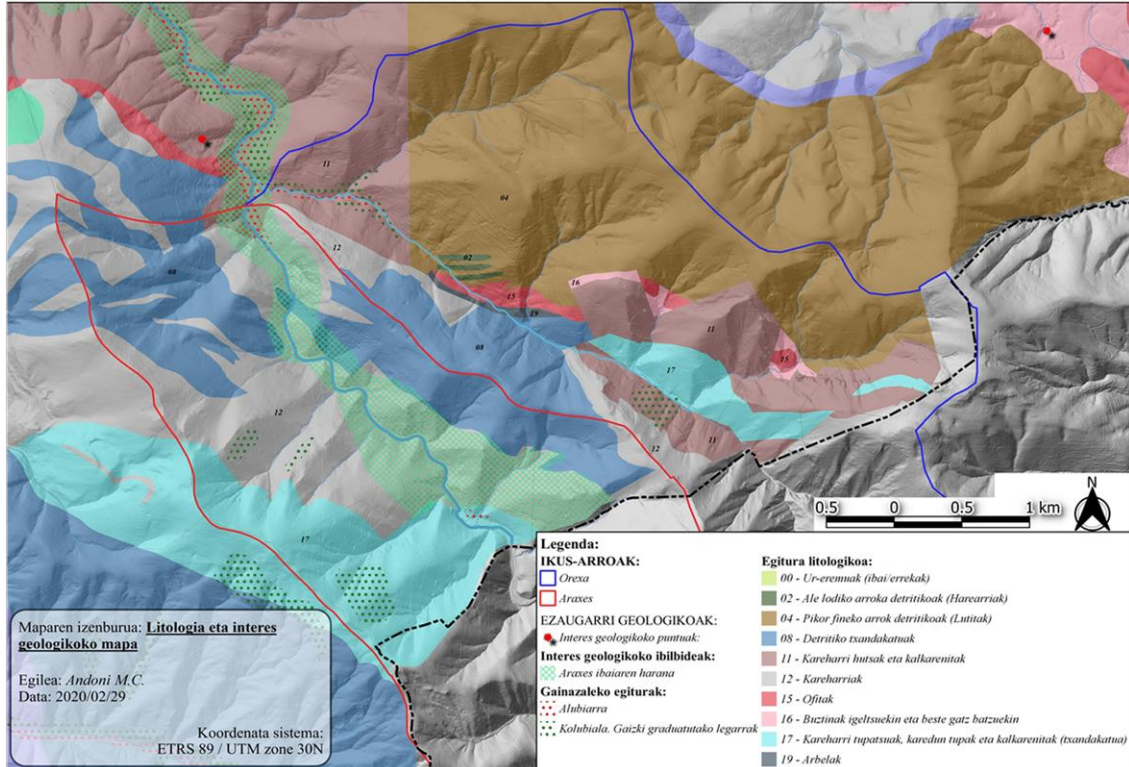 11
04
12
02
16
15
19
08
11
08
17
15
12
11
12
17
0.5 0 0.5 1 km
N
Maparen izenburua: Litologia eta interes
geologikoko mapa
Egilea: Andoni M.C.
Data: 2020/02/29
Koordenata sistema:
ETRS 89 / UTM zone 30N
Legenda:
IKUS-ARROAK:
Orexa
Araxes
EZAUGARRI GEOLOGIKOAK:
Interes geologikoko puntuak:
Interes geologikoko ibilbideak:
Araxes ibaiaren harana
Gainazaleko egiturak:
Alubiarra
Kolubiala. Gaizki graduatutako legarrak
Egitura litologikoa:
00 - Ur-eremuak (ibai/errekak)
02 - Ale lodiko arroka detritikoak (Harearriak)
04 - Pikor fineko arrok detritikoak (Lutitak)
08 - Detritiko txandakatuak
11 - Kareharri hutsak eta kalkarenitak
12 - Kareharriak
15 - Ofitak
16 - Buztinak igeltsuekin eta beste gatz batzuekin
17 - Kareharri tupatsuak, karedun tupak eta kalkarenitak (txandakatua)
19 - Arbelak